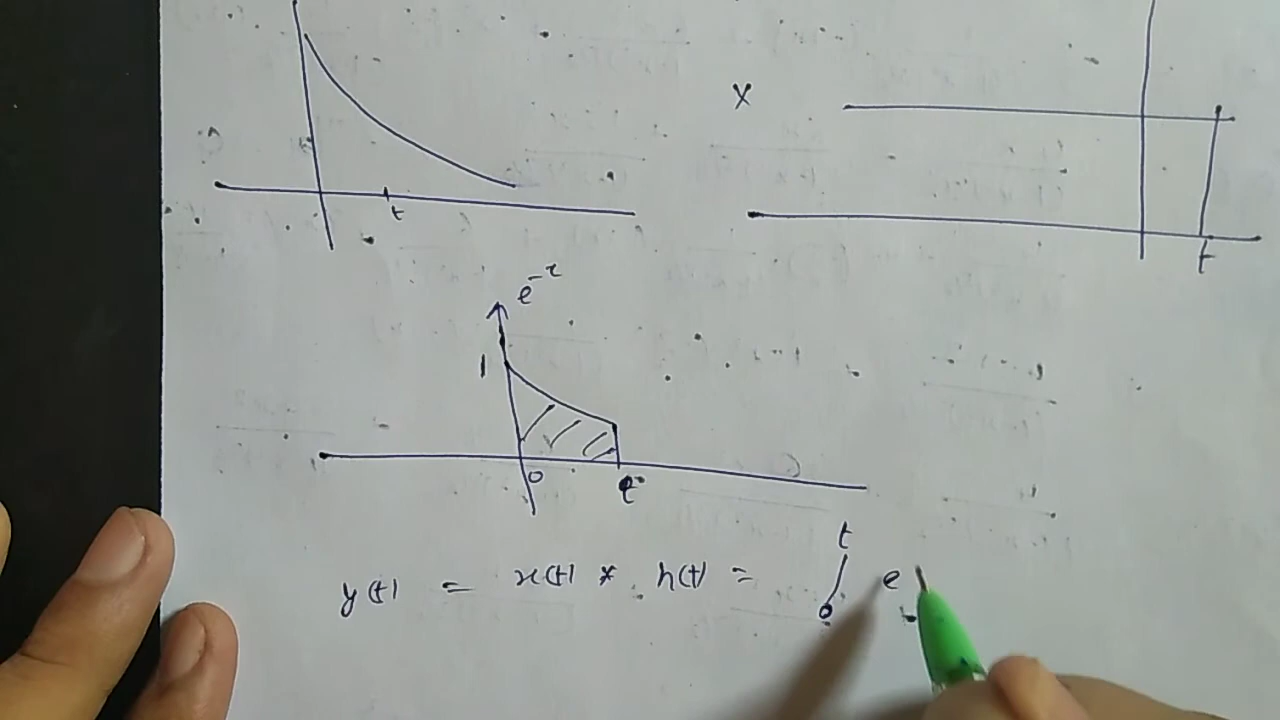 X
t
t
e^-τ
1
0 t
y(t) = x(t) * h(t) = ∫_0^t e